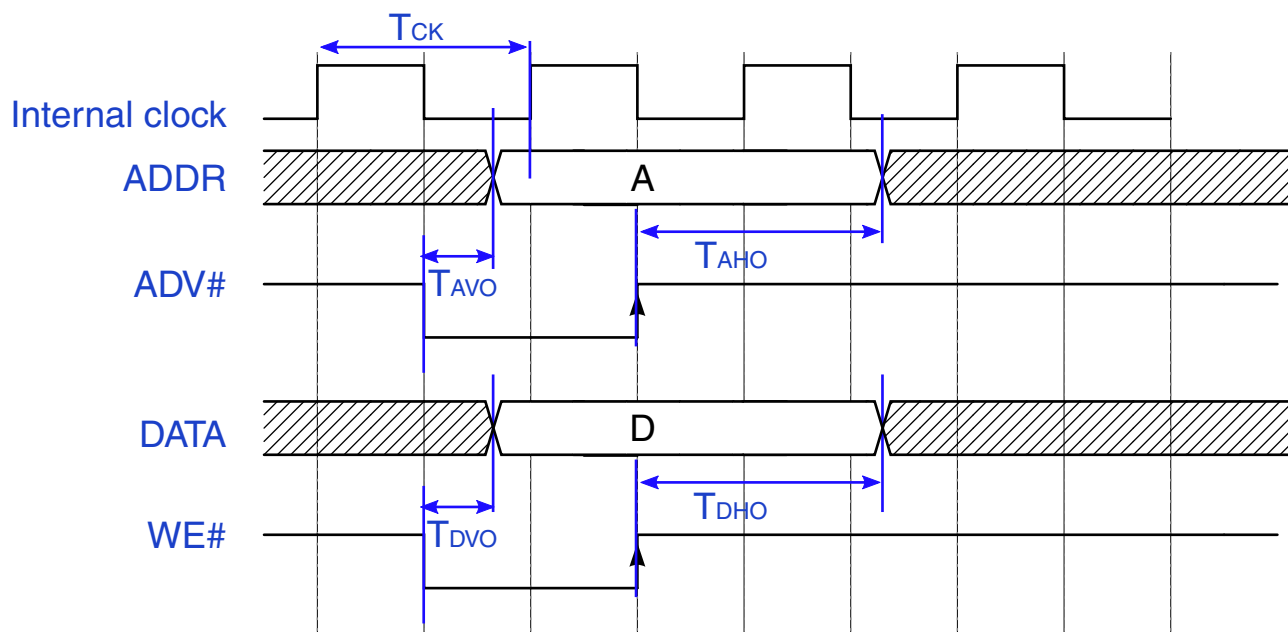 TCK
Internal clock
ADDR
A
TAHO
TAVO
ADV#
DATA
D
TDHO
TDVO
WE#